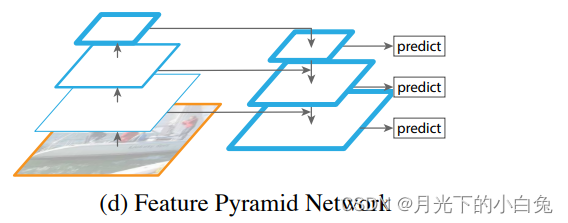 predict
predict
predict
(d) Feature Pyramid Network
CSDN @月光下的小白兔